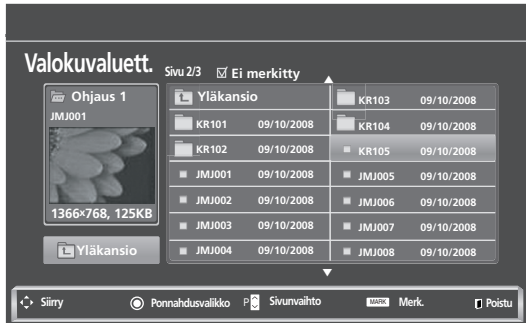 Valokuvaluett. Sivu 2/3 ☑ Ei merkitty
Ohjaus 1
JMJ001
1366×768, 125KB
Yläkansio
Yläkansio
KR101 09/10/2008
KR102 09/10/2008
JMJ001 09/10/2008
JMJ002 09/10/2008
JMJ003 09/10/2008
JMJ004 09/10/2008
KR103 09/10/2008
KR104 09/10/2008
KR105 09/10/2008
JMJ005 09/10/2008
JMJ006 09/10/2008
JMJ007 09/10/2008
JMJ008 09/10/2008
Siirry Ponnahdusvalikko P Sivunvaihto MARK Merk. Poistu